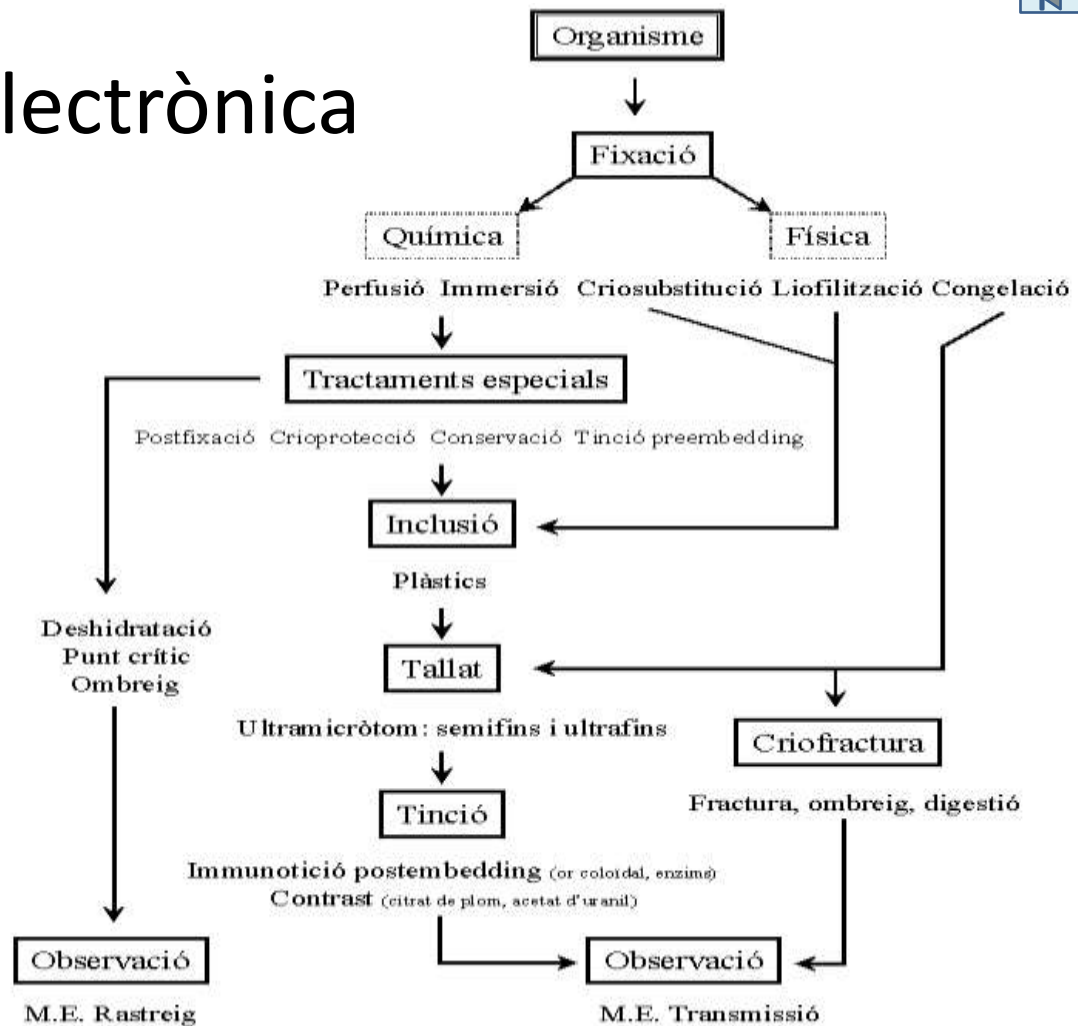 Organisme
lectrònica
Fixació
Química
Física
Perfusió Immersió Criosubstitució Liofilització Congelació
Tractaments especials
Postfixació Crioprotecció Conservació Tinció preembedding
Inclusió
Plàstics
Deshidratació
Punt crític
Ombreig
Tallat
Ultramicròtom: semifins i ultrafins
Criofractura
Tinció
Fractura, ombreig, digestió
Immunotició postembedding (or coloïdal, enzims)
Contrast (citrat de plom, acetat d'uranil)
Observació
Observació
M.E. Rastreig
M.E. Transmissió